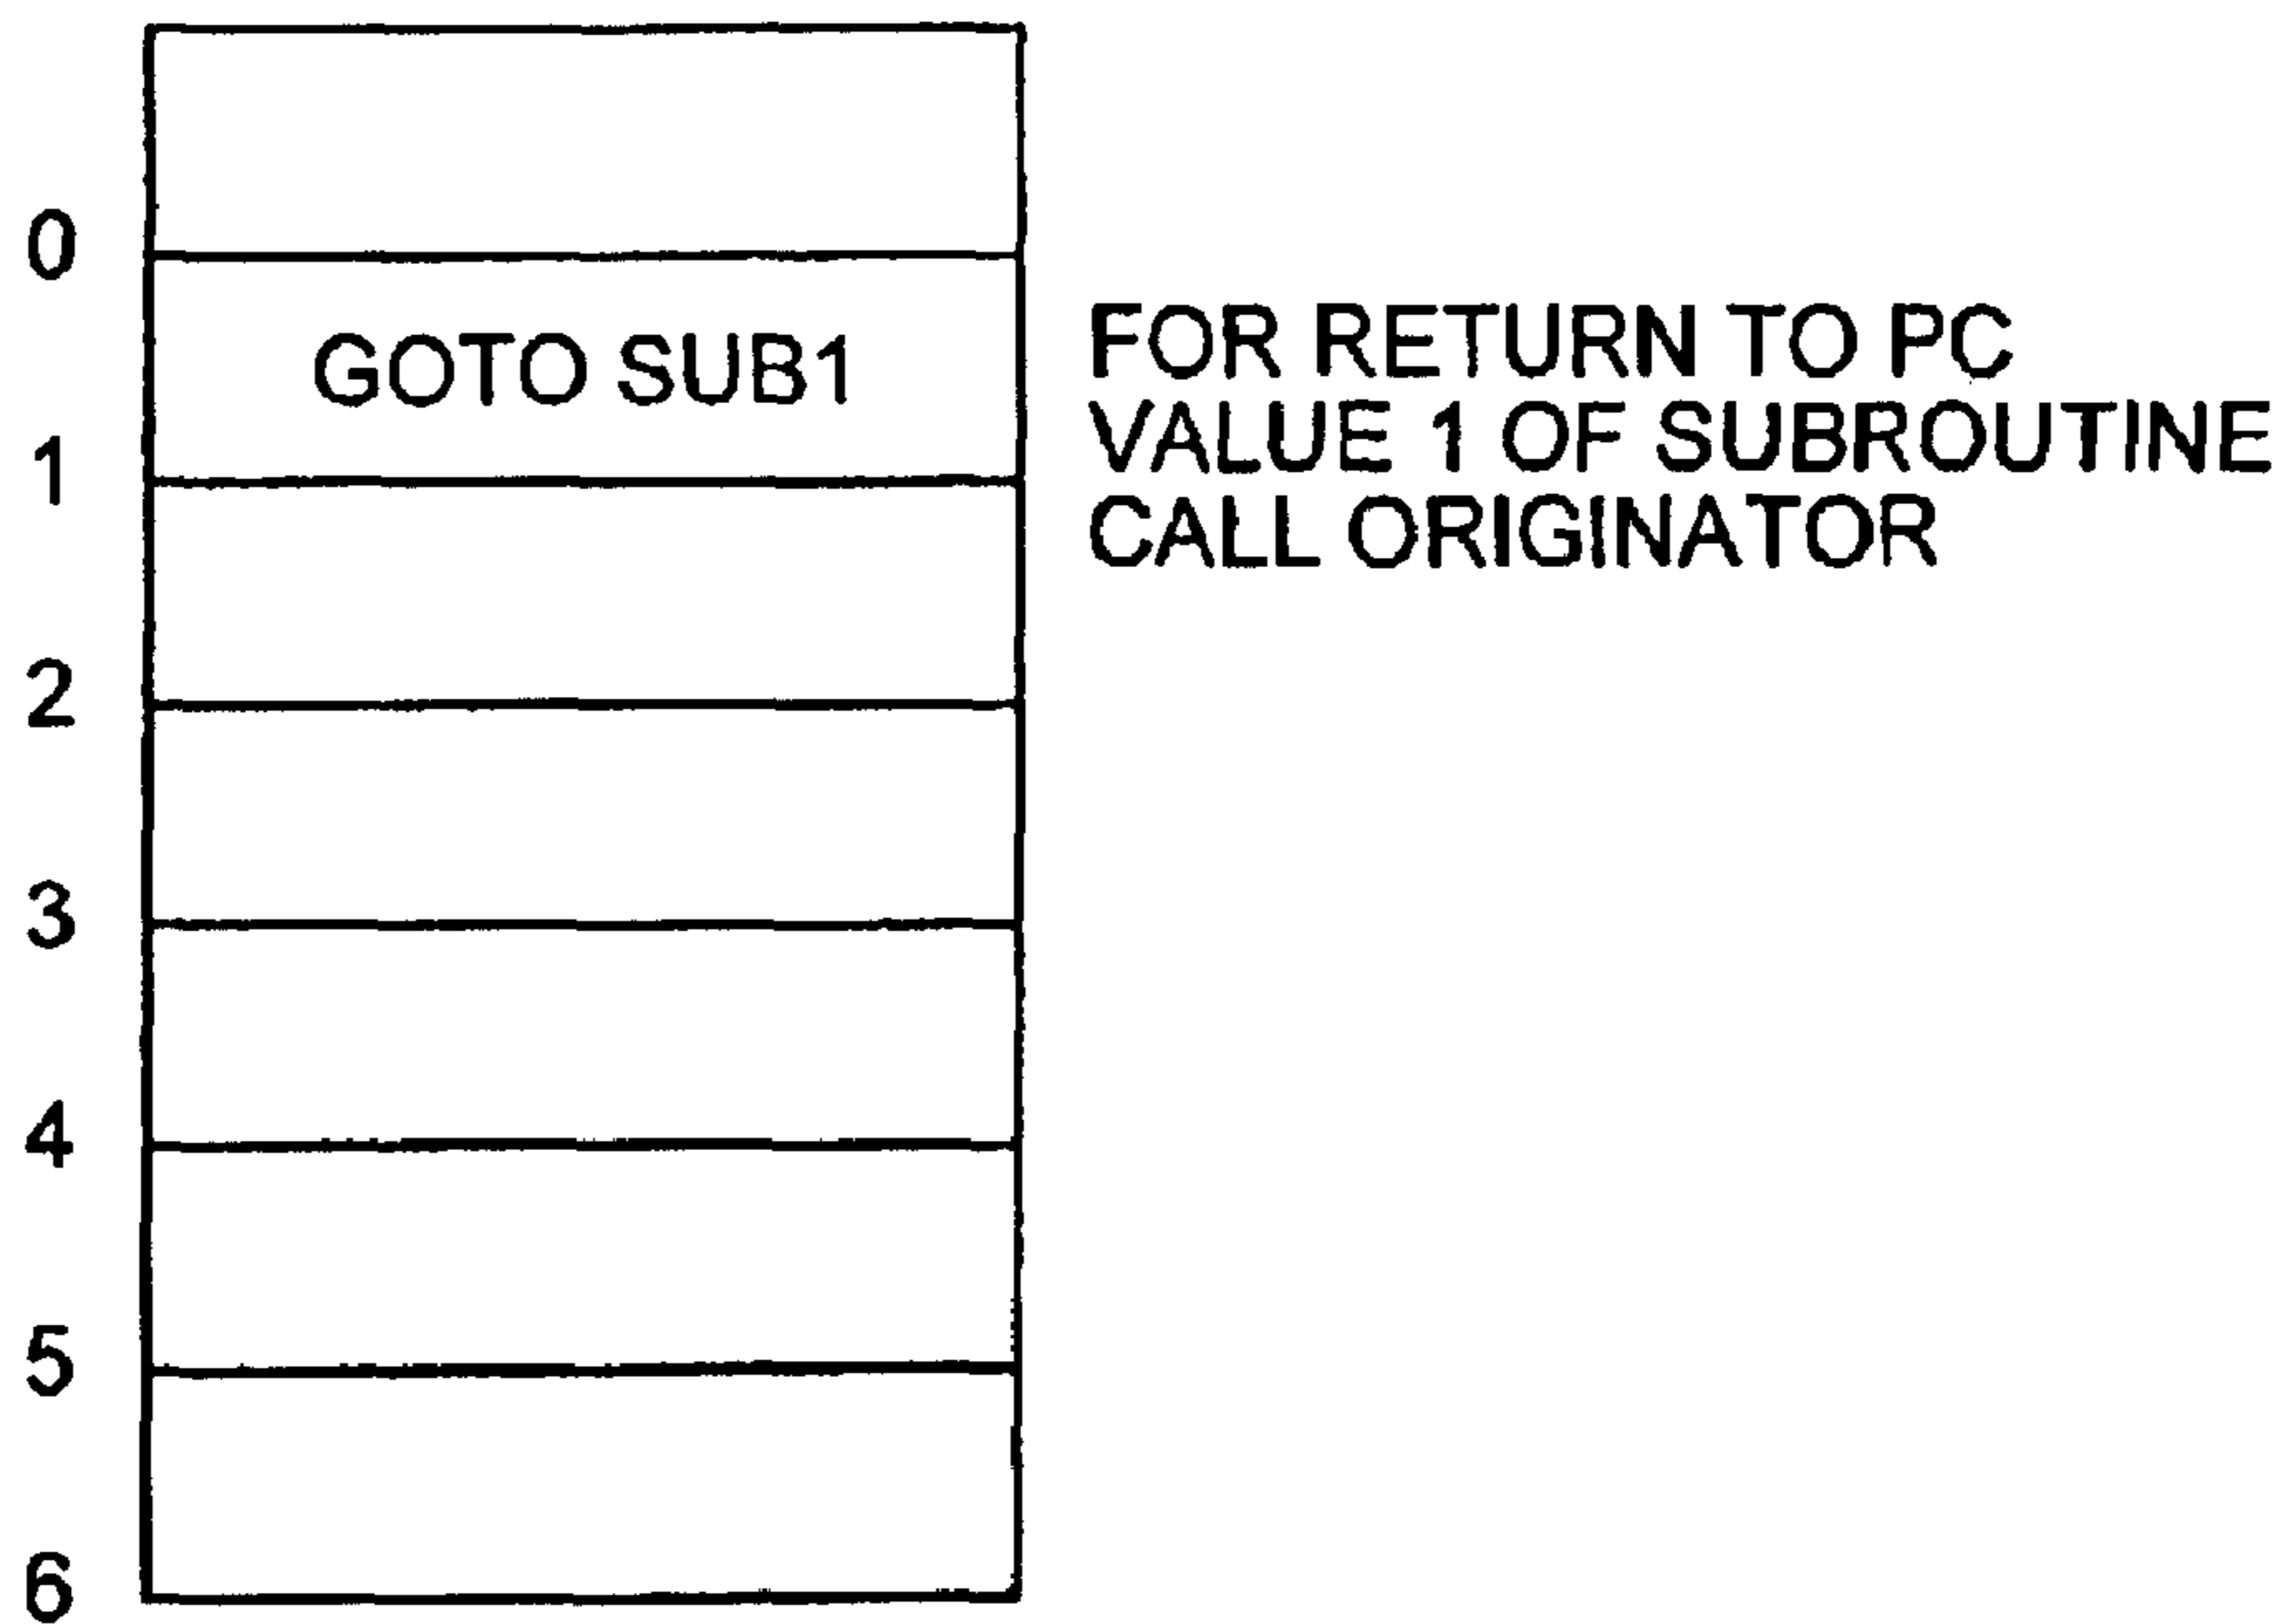 0
GOTO SUB1
FOR RETURN TO PC
VALUE 1 OF SUBROUTINE
CALL ORIGINATOR
1
2
3
4
5
6